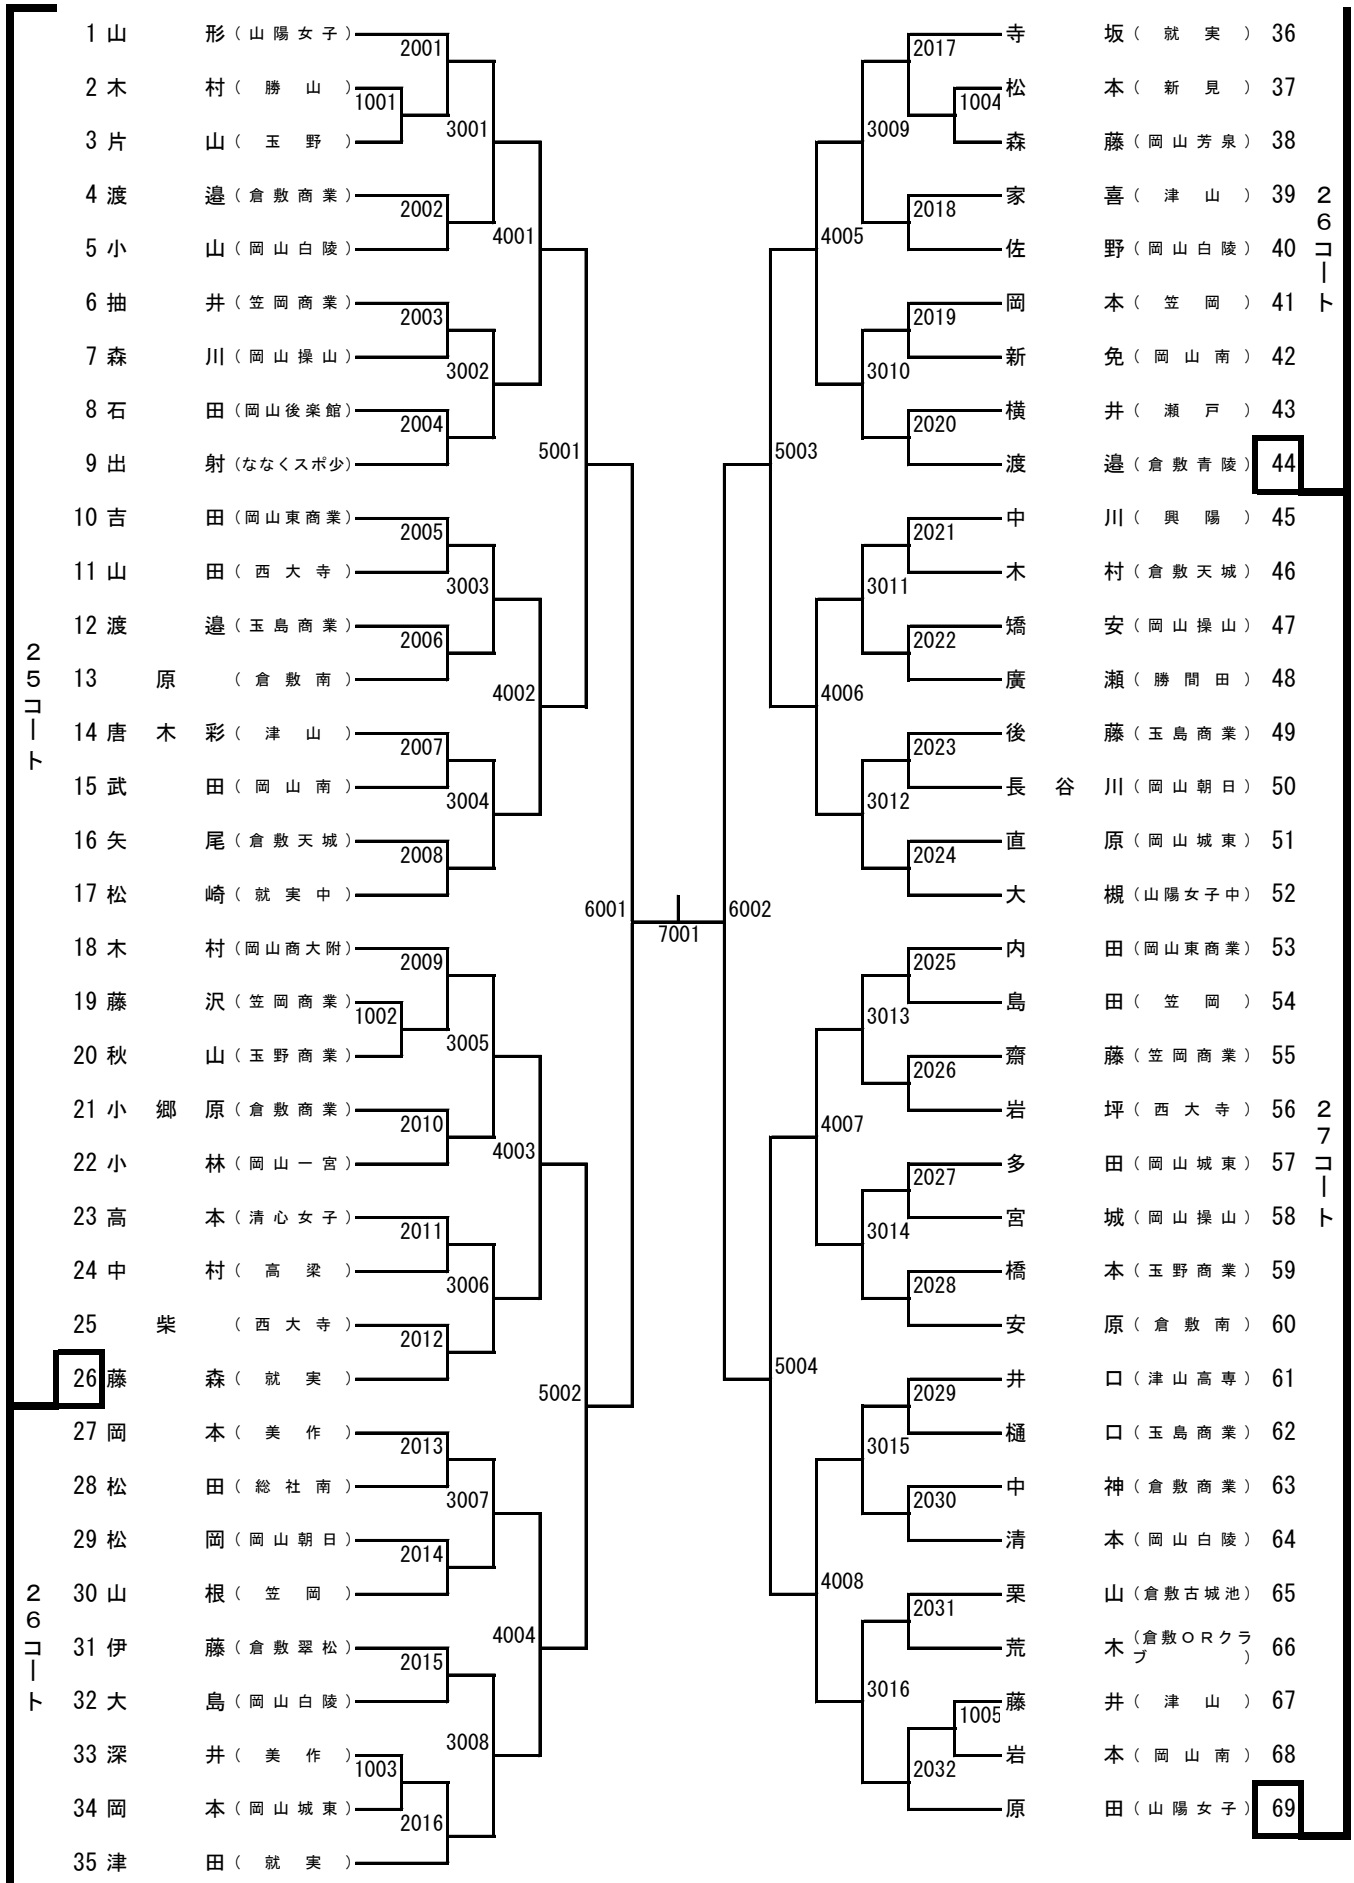 1 山形(山陽女子)
2 木村(勝山)
3 片山(玉野)
4 渡邉(倉敷商業)
5 小山(岡山白陵)
6 抽井(笠岡商業)
7 森川(岡山操山)
8 石田(岡山後楽館)
9 出射(ななくスポ少)
10 吉田(岡山東商業)
11 山田(西大寺)
12 渡邉(玉島商業)
13 原(倉敷南)
14 唐木彩(津山)
15 武田(岡山南)
16 矢尾(倉敷天城)
17 松崎(就実中)
18 木村(岡山商大附)
19 藤沢(笠岡商業)
20 秋山(玉野商業)
21 小郷原(倉敷商業)
22 小林(岡山一宮)
23 高本(清心女子)
24 中村(高梁)
25 柴(西大寺)
26 藤森(就実)
27 岡本(美作)
28 松田(総社南)
29 松岡(岡山朝日)
30 山根(笠岡)
31 伊藤(倉敷翠松)
32 大島(岡山白陵)
33 深井(美作)
34 岡本(岡山城東)
35 津田(就実)
25コート
26コート
1001
1002
1003
2001
2002
2003
2004
2005
2006
2007
2008
2009
2010
2011
2012
2013
2014
2015
2016
3001
3002
3003
3004
3005
3006
3007
3008
4001
4002
4003
4004
5001
5002
6001
7001
6002
5003
5004
4005
4006
4007
4008
3009
3010
3011
3012
3013
3014
3015
3016
2017
2018
2019
2020
2021
2022
2023
2024
2025
2026
2027
2028
2029
2030
2031
2032
1004
1005
寺坂(就実) 36
松本(新見) 37
森藤(岡山芳泉) 38
家喜(津山) 39
佐野(岡山白陵) 40
岡本(笠岡) 41
新免(岡山南) 42
横井(瀬戸) 43
渡邉(倉敷青陵) 44
中川(興陽) 45
木村(倉敷天城) 46
矯安(岡山操山) 47
廣瀬(勝間田) 48
後藤(玉島商業) 49
長谷川(岡山朝日) 50
直原(岡山城東) 51
大槻(山陽女子中) 52
内田(岡山東商業) 53
島田(笠岡) 54
齋藤(笠岡商業) 55
岩坪(西大寺) 56
多田(岡山城東) 57
宮城(岡山操山) 58
橋本(玉野商業) 59
安原(倉敷南) 60
井口(津山高専) 61
樋口(玉島商業) 62
中神(倉敷商業) 63
清本(岡山白陵) 64
栗山(倉敷古城池) 65
荒木(倉敷ORクラブ) 66
藤井(津山) 67
岩本(岡山南) 68
原田(山陽女子) 69
26コート
27コート